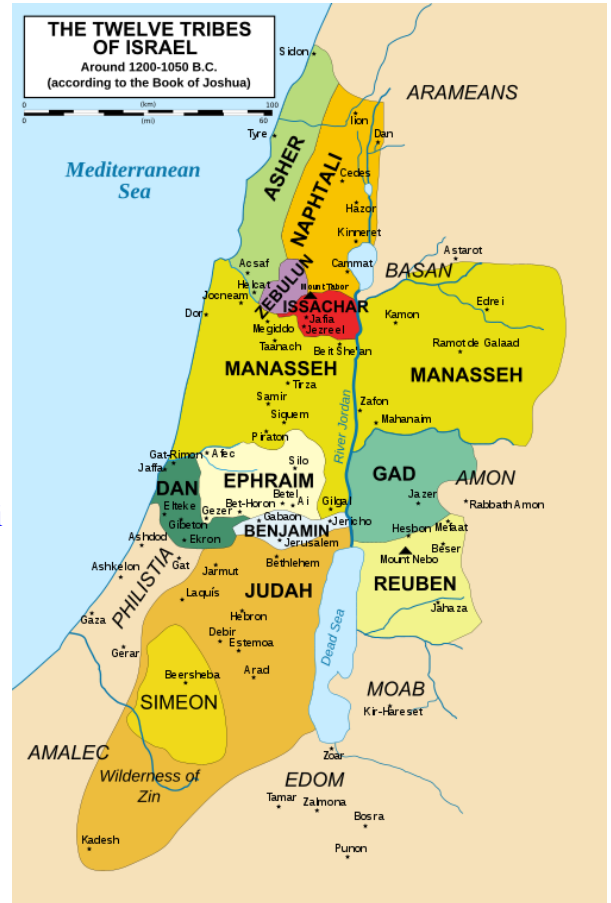 THE TWELVE TRIBES
OF ISRAEL
Around 1200-1050 B.C.
(according to the Book of Joshua)
(km)
0 100
0 60
(mi)
Sidon
ARAMEANS
Ilion
Tyre
Dan
ASHER
Mediterranean
Sea
Cedes
NAPHTALI
Hazor
Kinneret
Astarot
Acsaf
Cammat
BASAN
Helcat
ZEBULUN
Mount Tabor
Jocneam
ISSACHAR
Edrei
Dor
Jafia
Kamon
Megiddo
Jezreel
Taanach
Beit She'an
Ramot de Galaad
MANASSEH
MANASSEH
Tirza
Samir
Zafon
Siquem
Mahanaim
River Jordan
Piraton
Gat-Rimon
Afec
Jaffa
Silo
GAD
EPHRAIM
AMON
DAN
Betel
Jazer
Rabbath Amon
Elteke
Bet-Horon
Ai
Gilgal
Gezer
Gibeton
Gabaon
Jericho
Mefaat
BENJAMIN
Hesbon
Ekron
Jerusalem
Ashdod
Beser
Gat
Bethlehem
Mount Nebo
Ashkelon
Jarmut
PHILISTIA
JUDAH
REUBEN
Laquís
Jahaza
Gaza
Hebron
Dead Sea
Debir
Estemoa
Gerar
Arad
Beersheba
MOAB
SIMEON
Kir-Hareset
AMALEC
Zoar
Wilderness of
Zin
EDOM
Tamar
Zalmona
Bosra
Kadesh
Punon